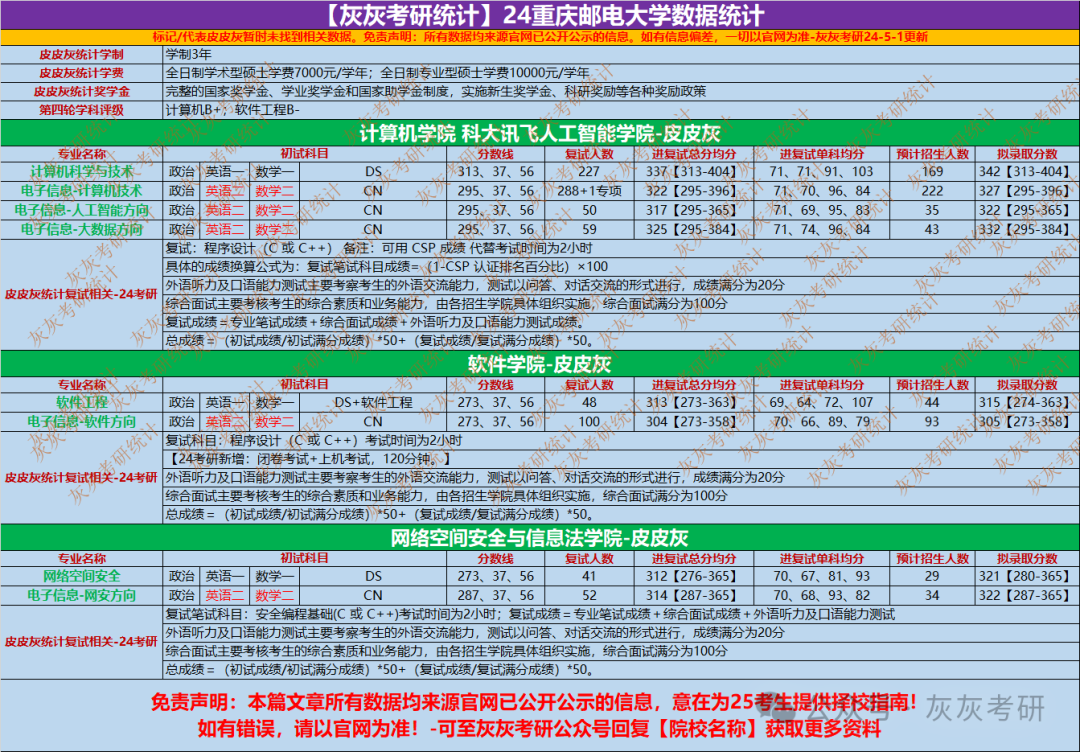 【灰灰考研统计】24重庆邮电大学数据统计
标记/代表皮皮灰暂时未找到相关数据。免责声明：所有数据均来源官网已公开公示的信息。如有信息偏差，一切以官网为准-灰灰考研24-5-1更新
皮皮灰统计学制 学制3年
皮皮灰统计学费 全日制学术型硕士学费7000元/学年；全日制专业型硕士学费10000元/学年
皮皮灰统计奖学金 完整的国家奖学金、学业奖学金和国家助学金制度，实施新生奖学金、科研奖励等各种奖励政策
第四轮学科评级 计算机B+；软件工程B-
计算机学院 科大讯飞人工智能学院-皮皮灰
专业名称 初试科目 分数线 复试人数 进复试总分均分 进复试单科均分 预计招生人数 拟录取分数
计算机科学与技术 政治 英语一 数学一 DS 313、37、56 227 337【313-404】 71、71、91、103 169 342【313-404】
电子信息-计算机技术 政治 英语二 数学二 CN 295、37、56 288+1专项 322【295-396】 71、70、96、84 222 327【295-396】
电子信息-人工智能方向 政治 英语二 数学二 CN 295、37、56 50 317【295-365】 71、69、95、83 35 322【295-365】
电子信息-大数据方向 政治 英语二 数学二 CN 295、37、56 59 325【295-384】 71、74、96、84 43 332【295-384】
皮皮灰统计复试相关-24考研
复试：程序设计（C 或 C++） 备注：可用 CSP 成绩 代替考试时间为2小时
具体的成绩换算公式为：复试笔试科目成绩=（1-CSP 认证排名百分比）×100
外语听力及口语能力测试主要考察考生的外语交流能力，测试以问答、对话交流的形式进行，成绩满分为20分
综合面试主要考核考生的综合素质和业务能力，由各招生学院具体组织实施，综合面试满分为100分
复试成绩＝专业笔试成绩＋综合面试成绩＋外语听力及口语能力测试成绩。
总成绩＝（初试成绩/初试满分成绩）*50+（复试成绩/复试满分成绩）*50。
软件学院-皮皮灰
专业名称 初试科目 分数线 复试人数 进复试总分均分 进复试单科均分 预计招生人数 拟录取分数
软件工程 政治 英语一 数学一 DS+软件工程 273、37、56 48 313【273-363】 69、64、72、107 44 315【274-363】
电子信息-软件方向 政治 英语二 数学二 CN 273、37、56 100 304【273-358】 70、66、89、79 93 305【273-358】
皮皮灰统计复试相关-24考研
复试科目：程序设计（C 或 C++）考试时间为2小时
【24考研新增：闭卷考试+上机考试，120分钟。】
外语听力及口语能力测试主要考察考生的外语交流能力，测试以问答、对话交流的形式进行，成绩满分为20分
综合面试主要考核考生的综合素质和业务能力，由各招生学院具体组织实施，综合面试满分为100分
总成绩＝（初试成绩/初试满分成绩）*50+（复试成绩/复试满分成绩）*50。
网络空间安全与信息法学院-皮皮灰
专业名称 初试科目 分数线 复试人数 进复试总分均分 进复试单科均分 预计招生人数 拟录取分数
网络空间安全 政治 英语一 数学一 DS 273、37、56 41 312【276-365】 70、67、81、93 29 321【280-365】
电子信息-网安方向 政治 英语二 数学二 CN 287、37、56 52 314【287-365】 70、68、93、82 34 322【287-365】
皮皮灰统计复试相关-24考研
复试笔试科目：安全编程基础(C 或 C++)考试时间为2小时；复试成绩＝专业笔试成绩＋综合面试成绩＋外语听力及口语能力测试
外语听力及口语能力测试主要考察考生的外语交流能力，测试以问答、对话交流的形式进行，成绩满分为20分
综合面试主要考核考生的综合素质和业务能力，由各招生学院具体组织实施，综合面试满分为100分
总成绩＝（初试成绩/初试满分成绩）*50+（复试成绩/复试满分成绩）*50。
免责声明：本篇文章所有数据均来源官网已公开公示的信息，意在为25考生提供择校指南！
如有错误，请以官网为准！-可至灰灰考研公众号回复【院校名称】获取更多资料
公众号 灰灰考研